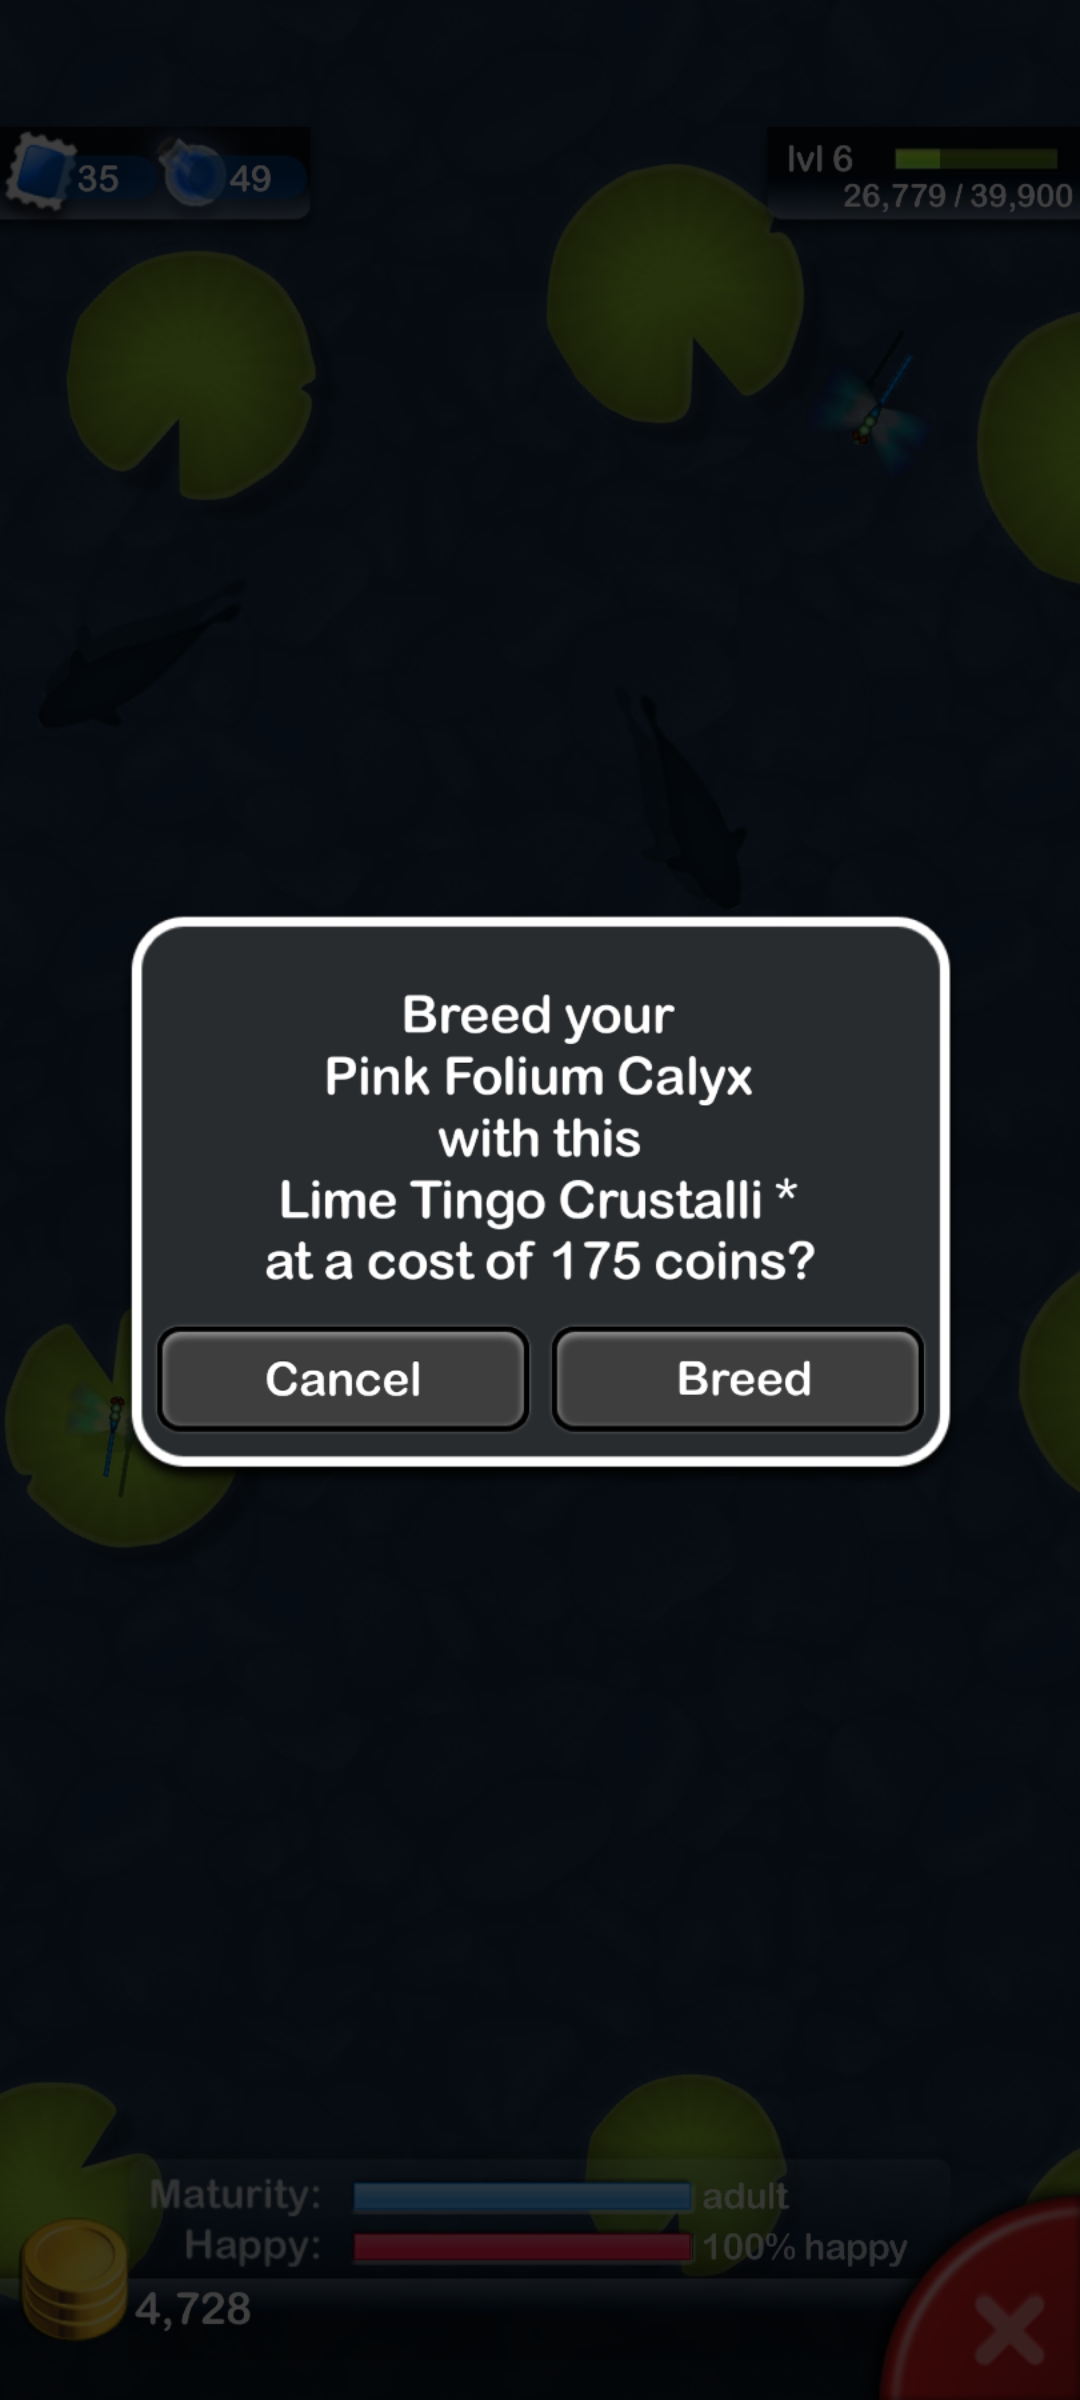 35
49
lvl 6
26,779 / 39,900
Breed your
Pink Folium Calyx
with this
Lime Tingo Crustalli *
at a cost of 175 coins?
Cancel
Breed
Maturity: adult
Happy: 100% happy
4,728